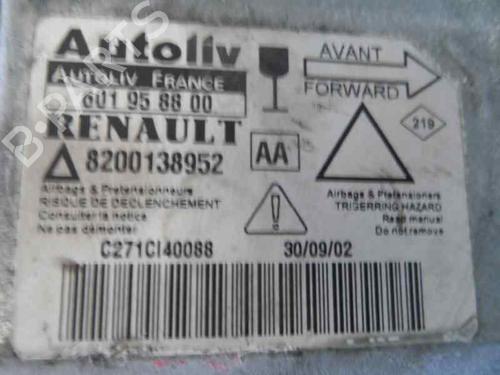 Autoliv
AUTOLIV FRANCE
601 95 88 00
RENAULT
8200138952
AA
AVANT
FORWARD
219
Airbags & Pretensionneurs
RISQUE DE DECLENCHEMENT
Consulter la notice
Ne pas démonter
Airbags & Pretensioners
TRIGERRING HAZARD
Read manual
Do not remove
C271CI40088
30/09/02
B-PARTS